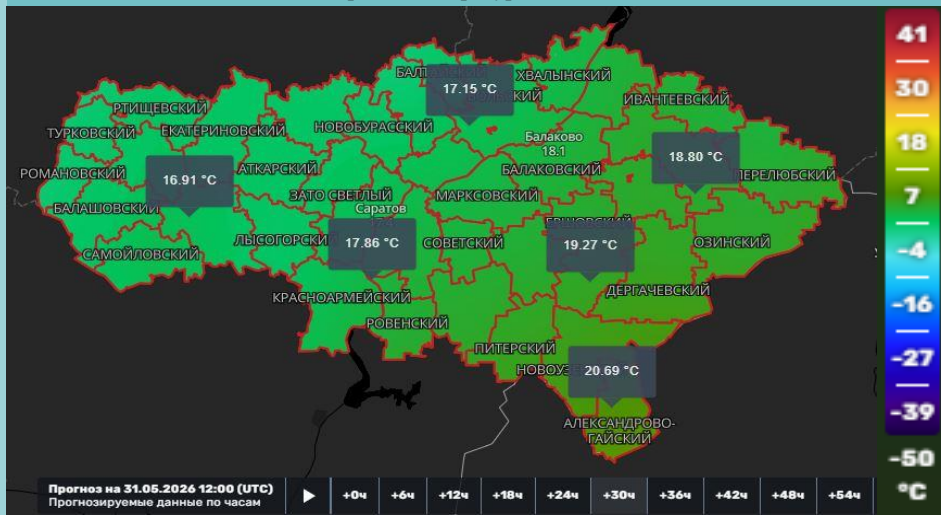 БАЛ
17.15 °C
ХВАЛЫНСКИЙ
ИВАНТЕЕВСКИЙ
РТИЩЕВСКИЙ
ТУРКОВСКИЙ
ЕКАТЕРИНОВСКИЙ
НОВОБУРАССКИЙ
Балаково
18.1
РОМАНОВСКИЙ
16.91 °C
АТКАРСКИЙ
БАЛАКОВСКИЙ
18.80 °C
ПЕРЕЛЮБСКИЙ
ЗАТО СВЕТЛЫЙ
МАРКСОВСКИЙ
БАЛАШОВСКИЙ
Саратов
ЕРШОВСКИЙ
САМОЙЛОВСКИЙ
ЛЫСОГОРСКИ
17.86 °C
СОВЕТСКИЙ
19.27 °C
ОЗИНСКИЙ
КРАСНОАРМЕЙСКИЙ
ДЕРГАЧЕВСКИЙ
РОВЕНСКИЙ
ПИТЕРСКИЙ
НОВОУЗ
20.69 °C
АЛЕКСАНДРОВО-
ГАЙСКИЙ
41
30
18
7
-4
-16
-27
-39
-50
°C
Прогноз на 31.05.2026 12:00 (UTC)
Прогнозируемые данные по часам
+0ч +6ч +12ч +18ч +24ч +30ч +36ч +42ч +48ч +54ч